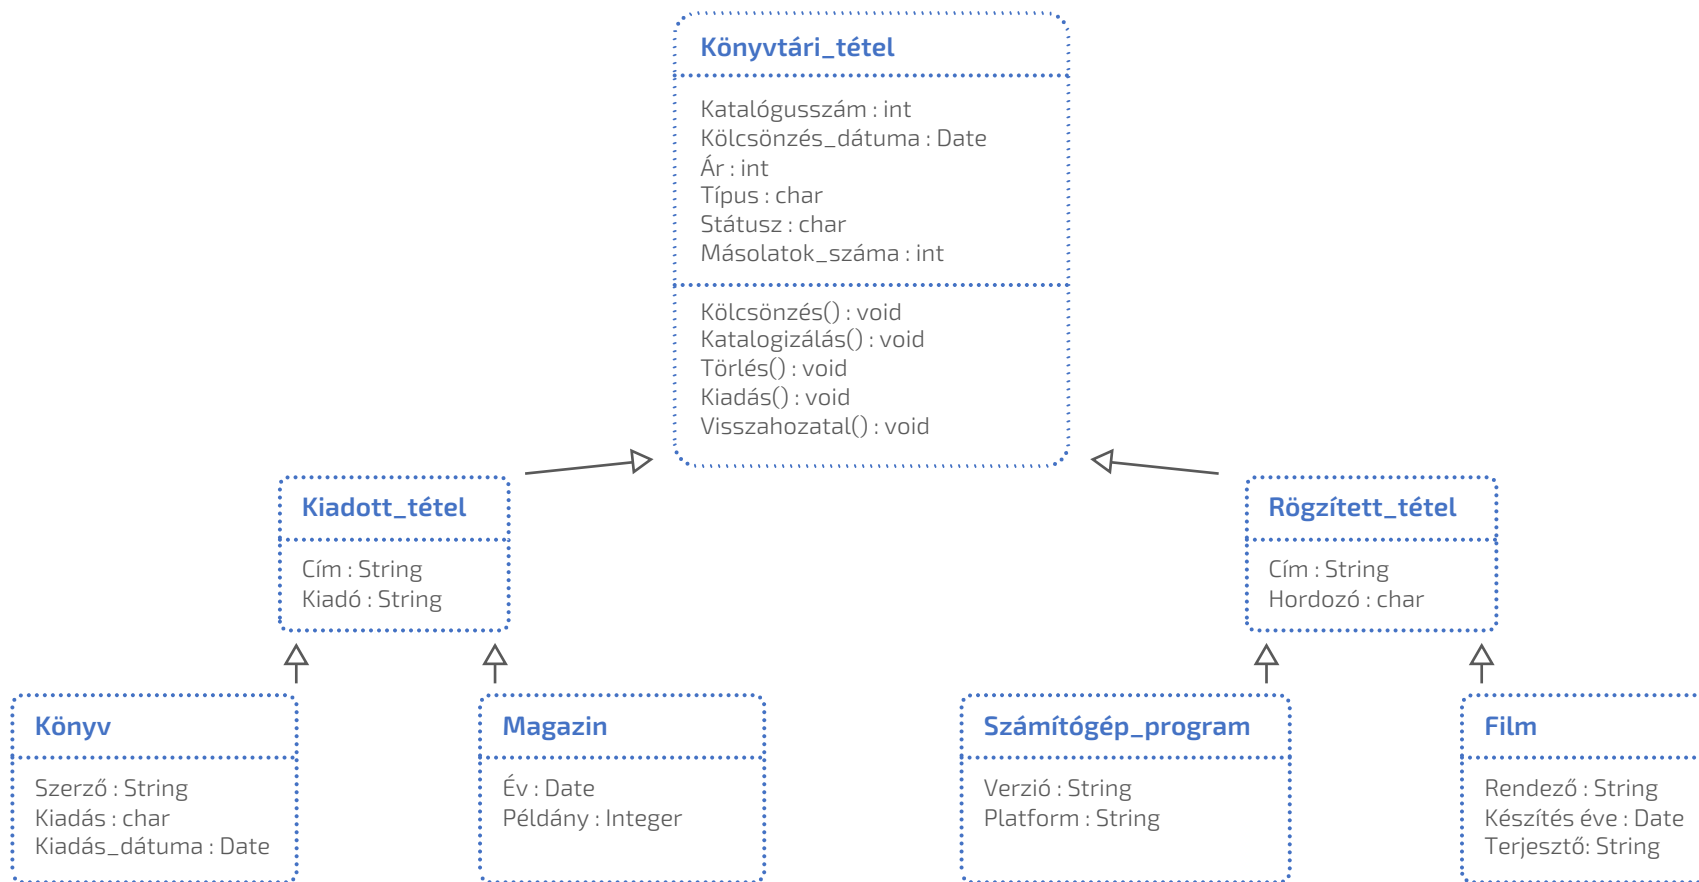 Könyvtári_tétel
Katalógusszám : int
Kölcsönzés_dátuma : Date
Ár : int
Típus : char
Státusz : char
Másolatok_száma : int
Kölcsönzés() : void
Katalogizálás() : void
Törlés() : void
Kiadás() : void
Visszahozatal() : void
Kiadott_tétel
Cím : String
Kiadó : String
Rögzített_tétel
Cím : String
Hordozó : char
Könyv
Szerző : String
Kiadás : char
Kiadás_dátuma : Date
Magazin
Év : Date
Példány : Integer
Számítógép_program
Verzió : String
Platform : String
Film
Rendező : String
Készítés éve : Date
Terjesztő: String